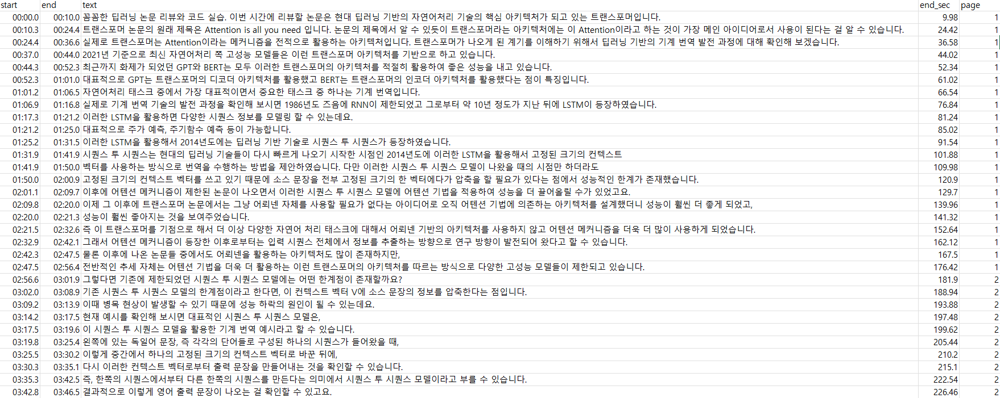 start end text end_sec page
00:00.0 00:10.0 꼼꼼한 딥러닝 논문 리뷰와 코드 실습. 이번 시간에 리뷰할 논문은 현대 딥러닝 기반의 자연어처리 기술의 핵심 아키텍처가 되고 있는 트랜스포머입니다. 9.98 1
00:10.3 00:24.4 트랜스포머 논문의 원래 제목은 Attention is all you need 입니다. 논문의 제목에서 알 수 있듯이 트랜스포머라는 아키텍처에는 이 Attention이라고 하는 것이 가장 메인 아이디어로서 사용이 된다는 걸 알 수 있습니다. 24.42 1
00:24.4 00:36.6 실제로 트랜스포머는 Attention이라는 메커니즘을 전적으로 활용하는 아키텍처입니다. 트랜스포머가 나오게 된 계기를 이해하기 위해서 딥러닝 기반의 기계 번역 발전 과정에 대해 확인해 보겠습니다. 36.58 1
00:37.0 00:44.0 2021년 기준으로 최신 자연어처리 쪽 고성능 모델들은 이런 트랜스포머 아키텍처를 기반으로 하고 있습니다. 44.02 1
00:44.3 00:52.3 최근까지 화제가 되었던 GPT와 BERT는 모두 이러한 트랜스포머의 아키텍처를 적절히 활용하여 좋은 성능을 내고 있습니다. 52.34 1
00:52.3 01:01.0 대표적으로 GPT는 트랜스포머의 디코더 아키텍처를 활용했고 BERT는 트랜스포머의 인코더 아키텍처를 활용했다는 점이 특징입니다. 61.02 1
01:01.2 01:06.5 자연어처리 태스크 중에서 가장 대표적이면서 중요한 태스크 중 하나는 기계 번역입니다. 66.54 1
01:06.9 01:16.8 실제로 기계 번역 기술의 발전 과정을 확인해 보시면 1986년도 즈음에 RNN이 제한되었고 그로부터 약 10년 정도가 지난 뒤에 LSTM이 등장하였습니다. 76.84 1
01:17.3 01:21.2 이러한 LSTM을 활용하면 다양한 시퀀스 정보를 모델링 할 수 있는데요. 81.24 1
01:21.2 01:25.0 대표적으로 주가 예측, 주기함수 예측 등이 가능합니다. 85.02 1
01:25.2 01:31.5 이러한 LSTM을 활용해서 2014년도에는 딥러닝 기반 기술로 시퀀스 투 시퀀스가 등장하였습니다. 91.54 1
01:31.9 01:41.9 시퀀스 투 시퀀스는 현대의 딥러닝 기술들이 다시 빠르게 나오기 시작한 시점인 2014년도에 이러한 LSTM을 활용해서 고정된 크기의 컨텍스트 101.88 1
01:41.9 01:50.0 벡터를 사용하는 방식으로 번역을 수행하는 방법을 제안하였습니다. 다만 이러한 시퀀스 투 시퀀스 모델이 나왔을 때의 시점만 하더라도 109.98 1
01:50.0 02:00.9 고정된 크기의 컨텍스트 벡터를 쓰고 있기 때문에 소스 문장을 전부 고정된 크기의 한 벡터에다가 압축을 할 필요가 있다는 점에서 성능적인 한계가 존재했습니다. 120.9 1
02:01.1 02:09.7 이후에 어텐션 메커니즘이 제한된 논문이 나오면서 이러한 시퀀스 투 시퀀스 모델에 어텐션 기법을 적용하여 성능을 더 끌어올릴 수가 있었고요. 129.7 1
02:09.8 02:20.0 이제 그 이후에 트랜스포머 논문에서는 그냥 어뢰넨 자체를 사용할 필요가 없다는 아이디어로 오직 어텐션 기법에 의존하는 아키텍처를 설계했더니 성능이 훨씬 더 좋게 되었고, 139.96 1
02:20.0 02:21.3 성능이 훨씬 좋아지는 것을 보여주었습니다. 141.32 1
02:21.5 02:32.6 즉 이 트랜스포머를 기점으로 해서 더 이상 다양한 자연어 처리 태스크에 대해서 어뢰넨 기반의 아키텍처를 사용하지 않고 어텐션 메커니즘을 더욱 더 많이 사용하게 되었습니다. 152.64 1
02:32.9 02:42.1 그래서 어텐션 메커니즘이 등장한 이후로부터는 입력 시퀀스 전체에서 정보를 추출하는 방향으로 연구 방향이 발전되어 왔다고 할 수 있습니다. 162.12 1
02:42.3 02:47.5 물론 이후에 나온 논문들 중에서도 어뢰넨을 활용하는 아키텍처도 많이 존재하지만, 167.5 1
02:47.5 02:56.4 전반적인 추세 자체는 어텐션 기법을 더욱 더 활용하는 이런 트랜스포머의 아키텍처를 따르는 방식으로 다양한 고성능 모델들이 제한되고 있습니다. 176.42 1
02:56.6 03:01.9 그렇다면 기존에 제한되었던 시퀀스 투 시퀀스 모델에는 어떤 한계점이 존재할까요? 181.9 2
03:02.0 03:08.9 기존 시퀀스 투 시퀀스 모델의 한계점이라고 한다면, 이 컨텍스트 벡터 V에 소스 문장의 정보를 압축한다는 점입니다. 188.94 2
03:09.2 03:13.9 이때 병목 현상이 발생할 수 있기 때문에 성능 하락의 원인이 될 수 있는데요. 193.88 2
03:14.2 03:17.5 현재 예시를 확인해 보시면 대표적인 시퀀스 투 시퀀스 모델은, 197.48 2
03:17.5 03:19.6 이 시퀀스 투 시퀀스 모델을 활용한 기계 번역 예시라고 할 수 있습니다. 199.62 2
03:19.8 03:25.4 왼쪽에 있는 독일어 문장, 즉 각각의 단어들로 구성된 하나의 시퀀스가 들어왔을 때, 205.44 2
03:25.5 03:30.2 이렇게 중간에서 하나의 고정된 크기의 컨텍스트 벡터로 바꾼 뒤에, 210.2 2
03:30.3 03:35.1 다시 이러한 컨텍스트 벡터로부터 출력 문장을 만들어내는 것을 확인할 수 있습니다. 215.1 2
03:35.3 03:42.5 즉, 한쪽의 시퀀스에서부터 다른 한쪽의 시퀀스를 만든다는 의미에서 시퀀스 투 시퀀스 모델이라고 부를 수 있습니다. 222.54 2
03:42.8 03:46.5 결과적으로 이렇게 영어 출력 문장이 나오는 걸 확인할 수 있고요. 226.46 2